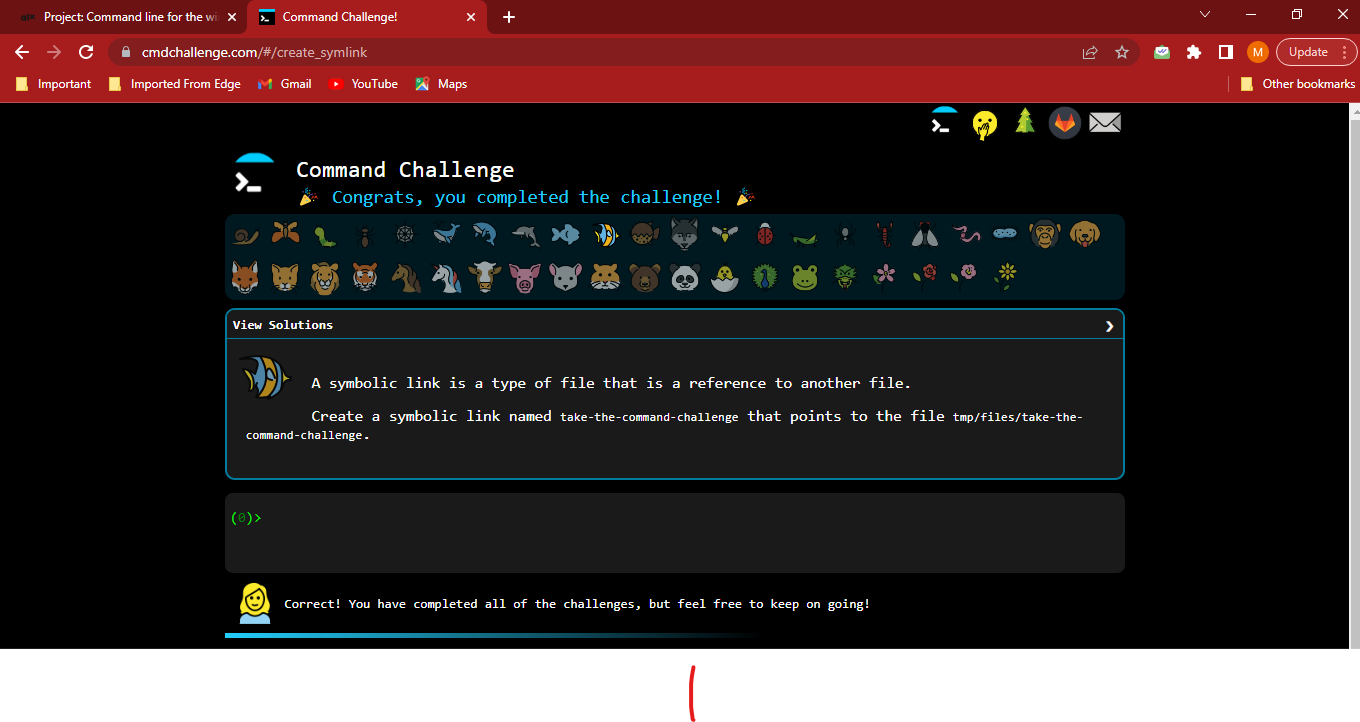 Project: Command line for the wi
Command Challenge!
cmdchallenge.com/#/create_symlink
M
Update
Important
Imported From Edge
Gmail
YouTube
Maps
Other bookmarks
Command Challenge
Congrats, you completed the challenge!
View Solutions
A symbolic link is a type of file that is a reference to another file.
Create a symbolic link named take-the-command-challenge that points to the file tmp/files/take-the-
command-challenge.
(0)>
Correct! You have completed all of the challenges, but feel free to keep on going!